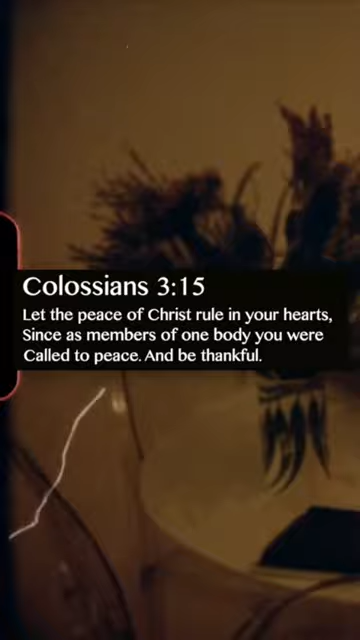 Colossians 3:15
Let the peace of Christ rule in your hearts,
Since as members of one body you were
Called to peace. And be thankful.